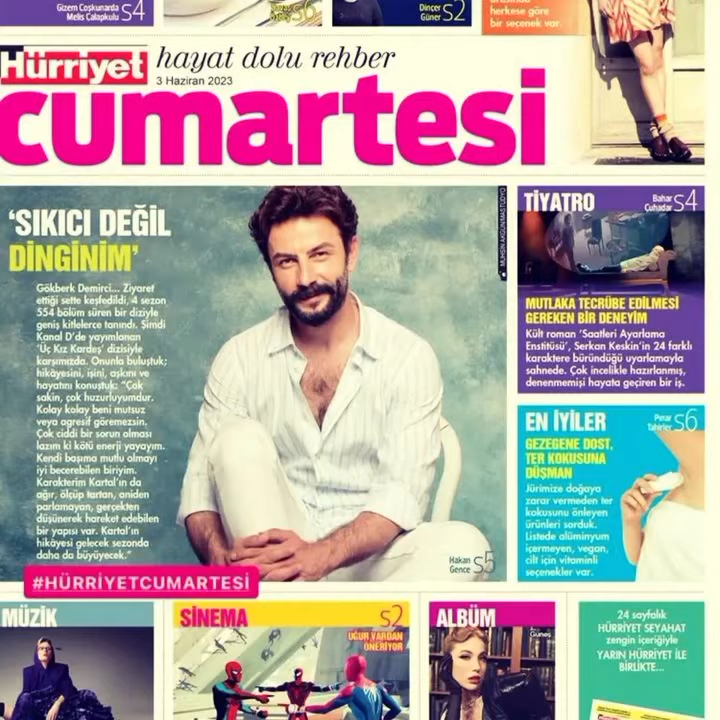 Gizem Coşkunarda
Melis Çalapkulu s4
s6
Dinçer
Güner s2
herkese göre
bir seçenek var.
Hürriyet hayat dolu rehber
3 Haziran 2023
cumartesi
'SIKICI DEĞİL
DİNGİNİM'
Gökberk Demirci... Ziyaret
ettiği sette keşfedildi, 4 sezon
554 bölüm süren bir diziyle
geniş kitlelerce tanındı. Şimdi
Kanal D'de yayımlanan
'Üç Kız Kardeş' dizisiyle
karşımızda. Onunla buluştuk;
hikâyesini, işini, aşkını ve
hayatını konuştuk: "Çok
sakin, çok huzurluyumdur.
Kolay kolay beni mutsuz
veya agresif göremezsin.
Çok ciddi bir sorun olması
lazım ki kötü enerji yayayım.
Kendi başıma mutlu olmayı
iyi becerebilen biriyim.
Karakterim Kartal'ın da
ağır, ölçüp tartan, aniden
parlamayan, gerçekten
düşünerek hareket edebilen
bir yapısı var. Kartal'ın
hikâyesi gelecek sezonda
daha da büyüyecek."
Hakan
Gence s5
#HÜRRİYETCUMARTESİ
TİYATRO
Bahar
Çuhadar s4
MUTLAKA TECRÜBE EDİLMESİ
GEREKEN BİR DENEYİM
Kült roman 'Saatleri Ayarlama
Enstitüsü', Serkan Keskin'in 24 farklı
karaktere büründüğü uyarlamayla
sahnede. Çok incelikle hazırlanmış,
denenmemişi hayata geçiren bir iş.
EN İYİLER
s6
GEZEGENE DOST,
TER KOKUSUNA
DÜŞMAN
Jürimize doğaya
zarar vermeden ter
kokusunu önleyen
ürünleri sorduk.
Listede alüminyum
içermeyen, vegan,
cilt için vitaminli
seçenekler var.
MÜZİK
SİNEMA s2
UĞUR VARDAN
ÖNERİYOR
ALBÜM
Güneş
24 sayfalık
HÜRRİYET SEYAHAT
zengin içeriğiyle
YARIN HÜRRİYET İLE
BİRLİKTE...